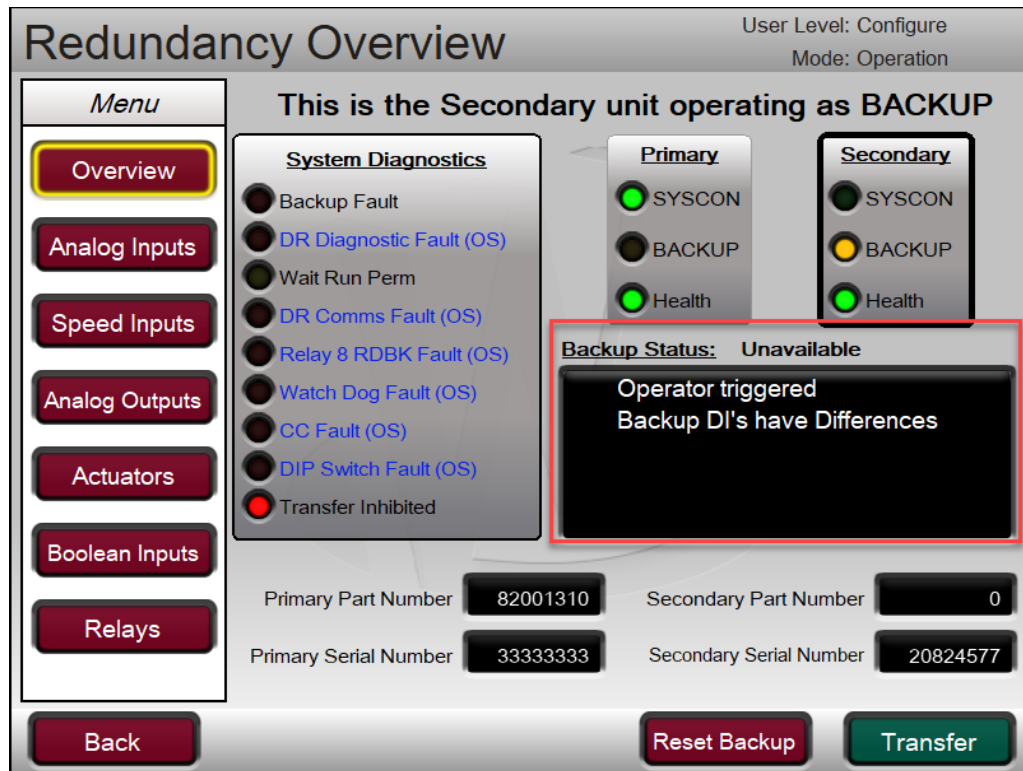 Redundancy Overview
User Level: Configure
Mode: Operation
Menu
Overview
Analog Inputs
Speed Inputs
Analog Outputs
Actuators
Boolean Inputs
Relays
This is the Secondary unit operating as BACKUP
System Diagnostics
Backup Fault
DR Diagnostic Fault (OS)
Wait Run Perm
DR Comms Fault (OS)
Relay 8 RDBK Fault (OS)
Watch Dog Fault (OS)
CC Fault (OS)
DIP Switch Fault (OS)
Transfer Inhibited
Primary
SYSCON
BACKUP
Health
Secondary
SYSCON
BACKUP
Health
Backup Status: Unavailable
Operator triggered
Backup DI's have Differences
Primary Part Number 82001310
Secondary Part Number 0
Primary Serial Number 33333333
Secondary Serial Number 20824577
Back
Reset Backup
Transfer